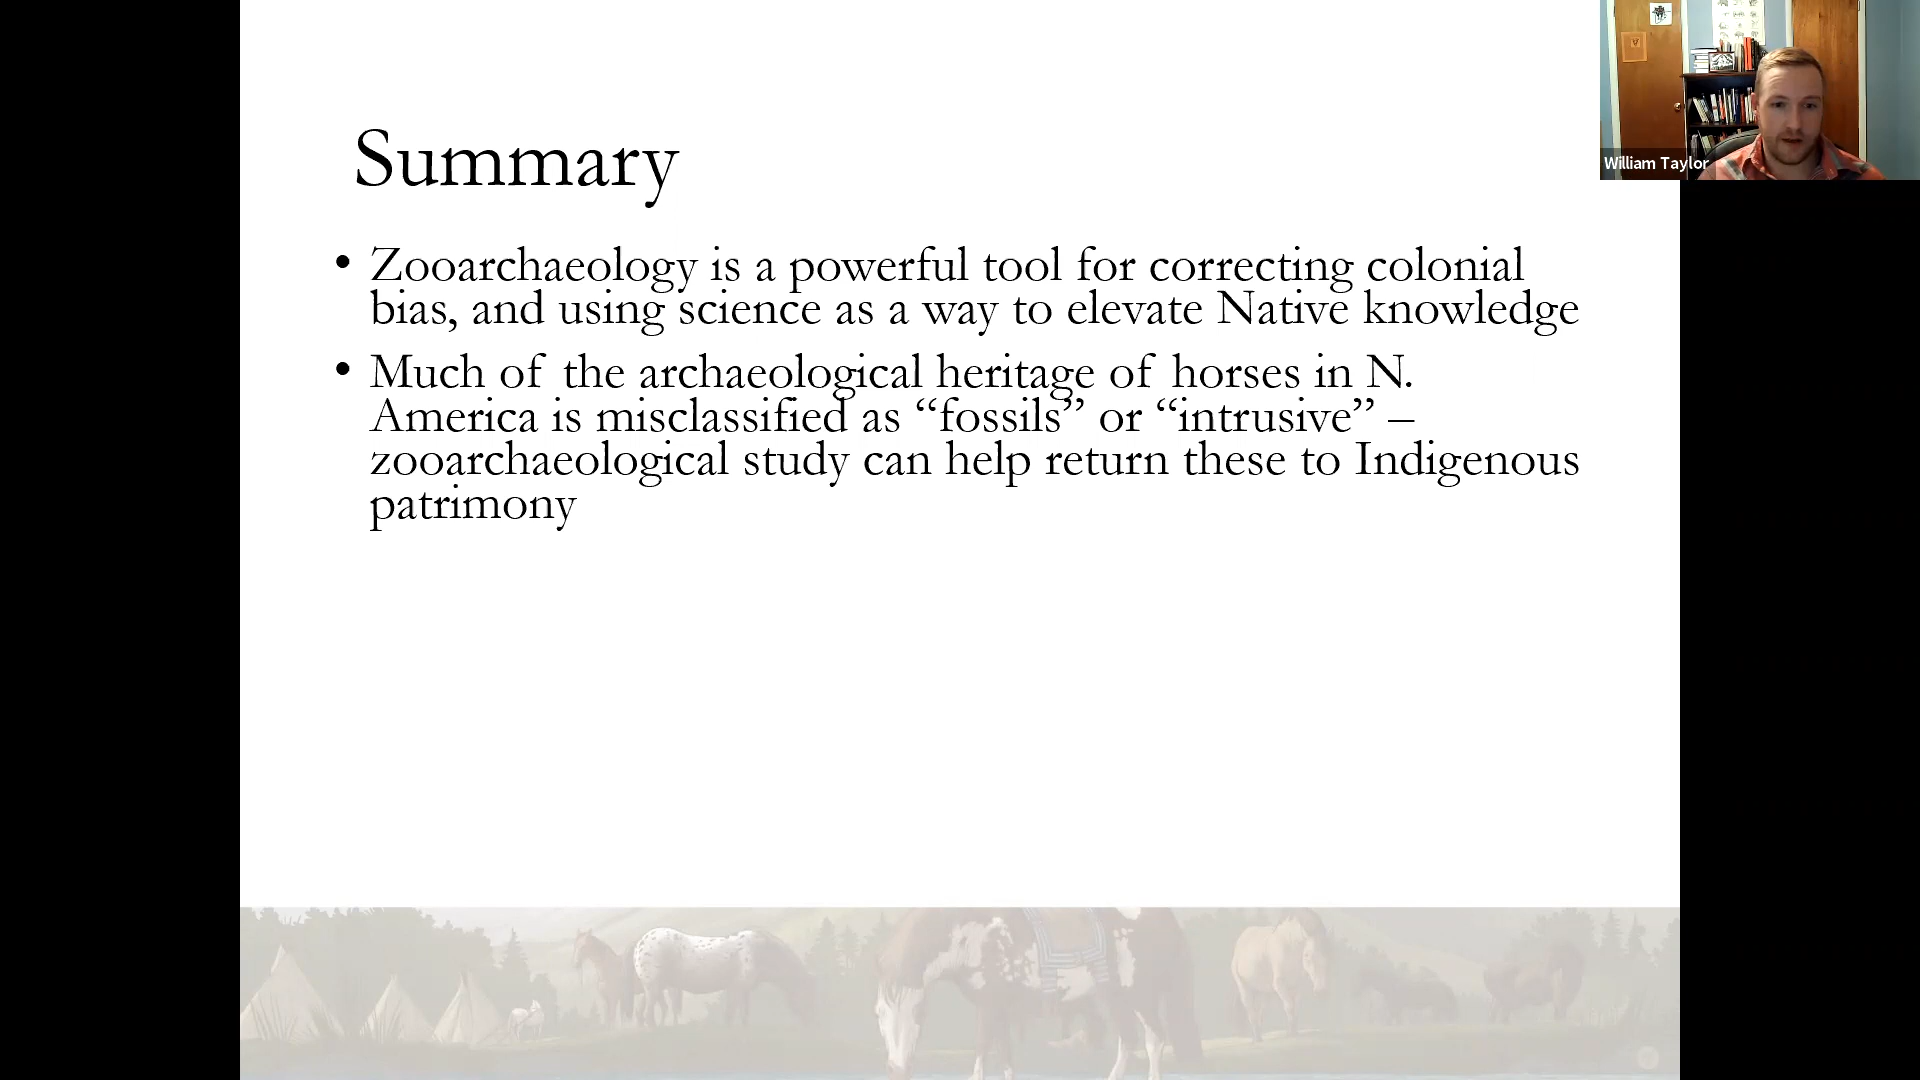 Summary
• Zooarchaeology is a powerful tool for correcting colonial
bias, and using science as a way to elevate Native knowledge
• Much of the archaeological heritage of horses in N.
America is misclassified as “fossils” or “intrusive” –
zooarchaeological study can help return these to Indigenous
patrimony
William Taylor